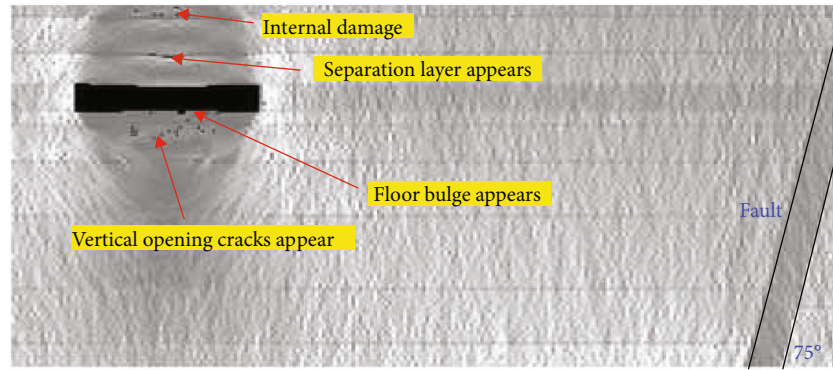 Internal damage
Separation layer appears
Floor bulge appears
Fault
Vertical opening cracks appear
75°